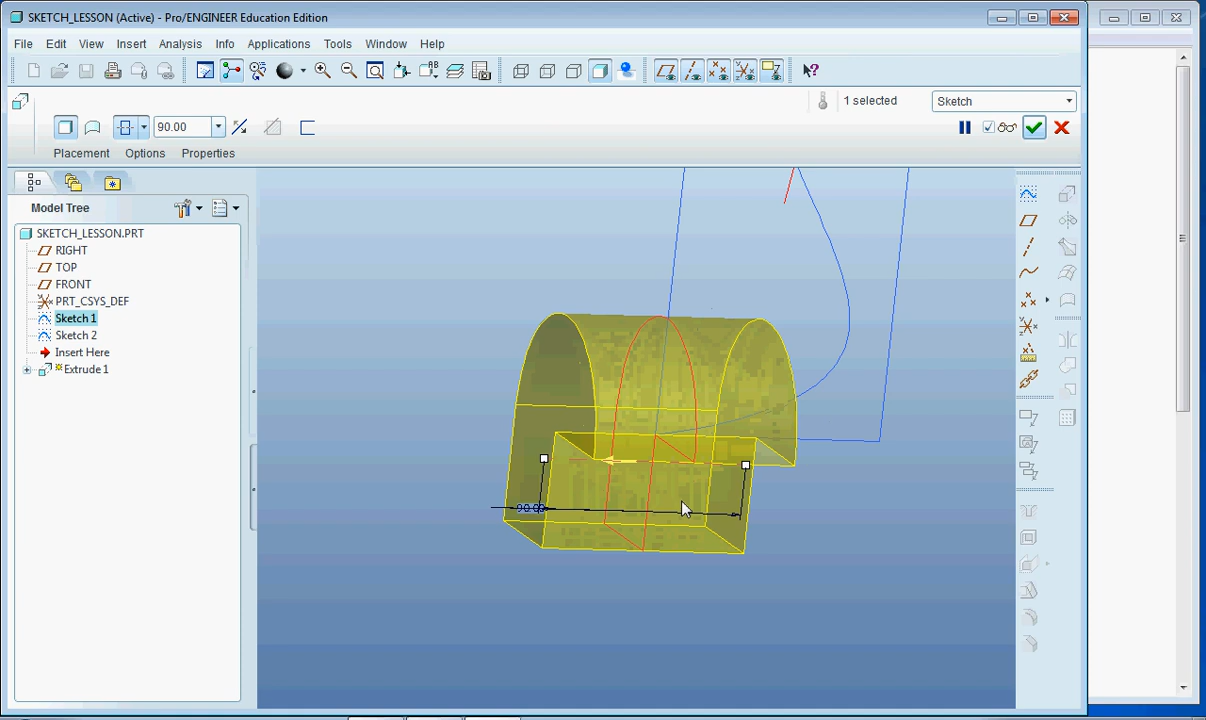 SKETCH_LESSON (Active) - Pro/ENGINEER Education Edition
File Edit View Insert Analysis Info Applications Tools Window Help
1 selected Sketch
90.00
Placement Options Properties
Model Tree
SKETCH_LESSON.PRT
RIGHT
TOP
FRONT
PRT_CSYS_DEF
Sketch 1
Sketch 2
Insert Here
Extrude 1
90.00